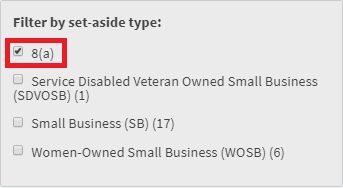 Filter by set-aside type:
8(a)
Service Disabled Veteran Owned Small Business
(SDVOSB) (1)
Small Business (SB) (17)
Women-Owned Small Business (WOSB) (6)